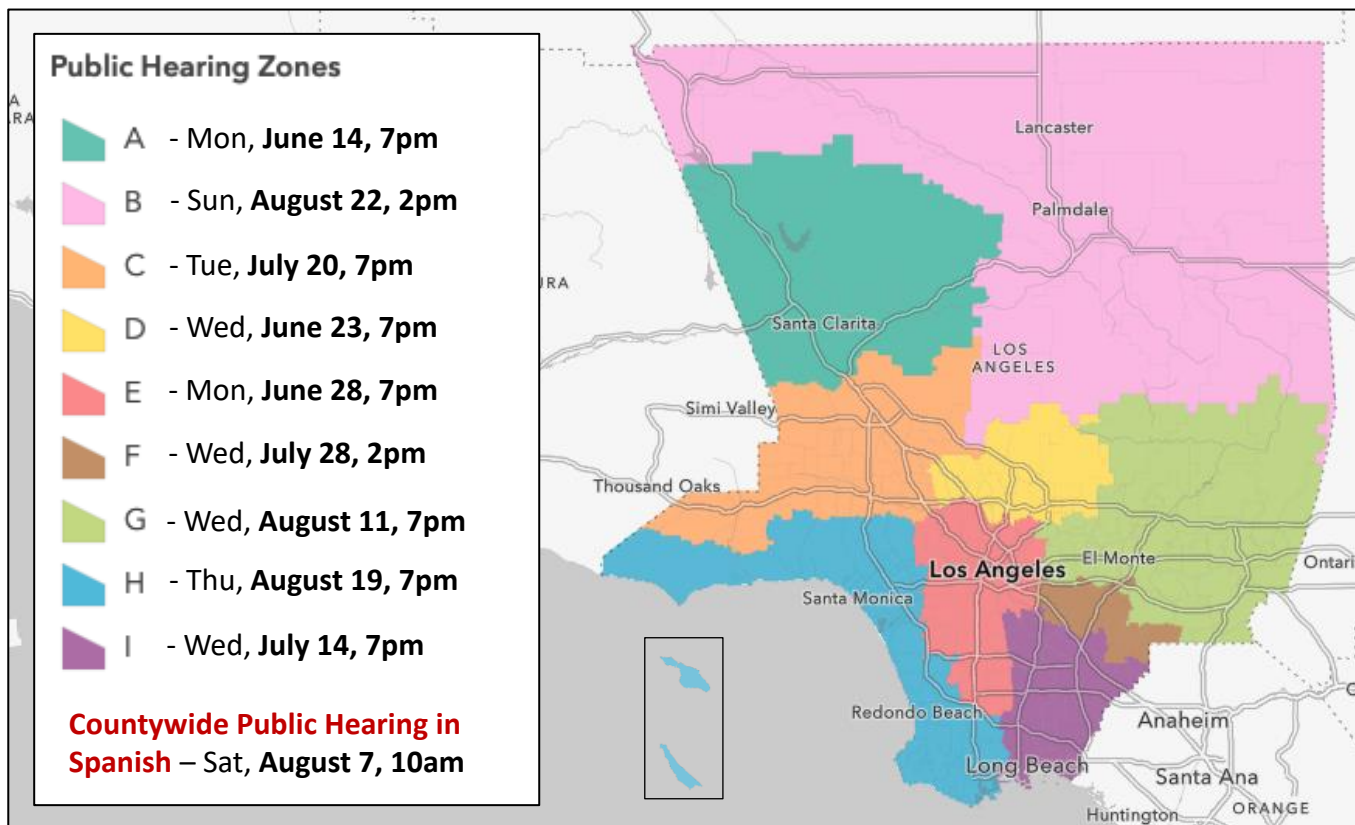 Public Hearing Zones
A - Mon, June 14, 7pm
B - Sun, August 22, 2pm
C - Tue, July 20, 7pm
D - Wed, June 23, 7pm
E - Mon, June 28, 7pm
F - Wed, July 28, 2pm
G - Wed, August 11, 7pm
H - Thu, August 19, 7pm
I - Wed, July 14, 7pm
Countywide Public Hearing in
Spanish – Sat, August 7, 10am
A
RA
URA
Lancaster
Palmdale
Santa Clarita
LOS
ANGELES
Simi Valley
Thousand Oaks
El Monte
Los Angeles
Ontari
Santa Monica
Redondo Beach
Anaheim
Long Beach
Santa Ana
Huntington
ORANGE